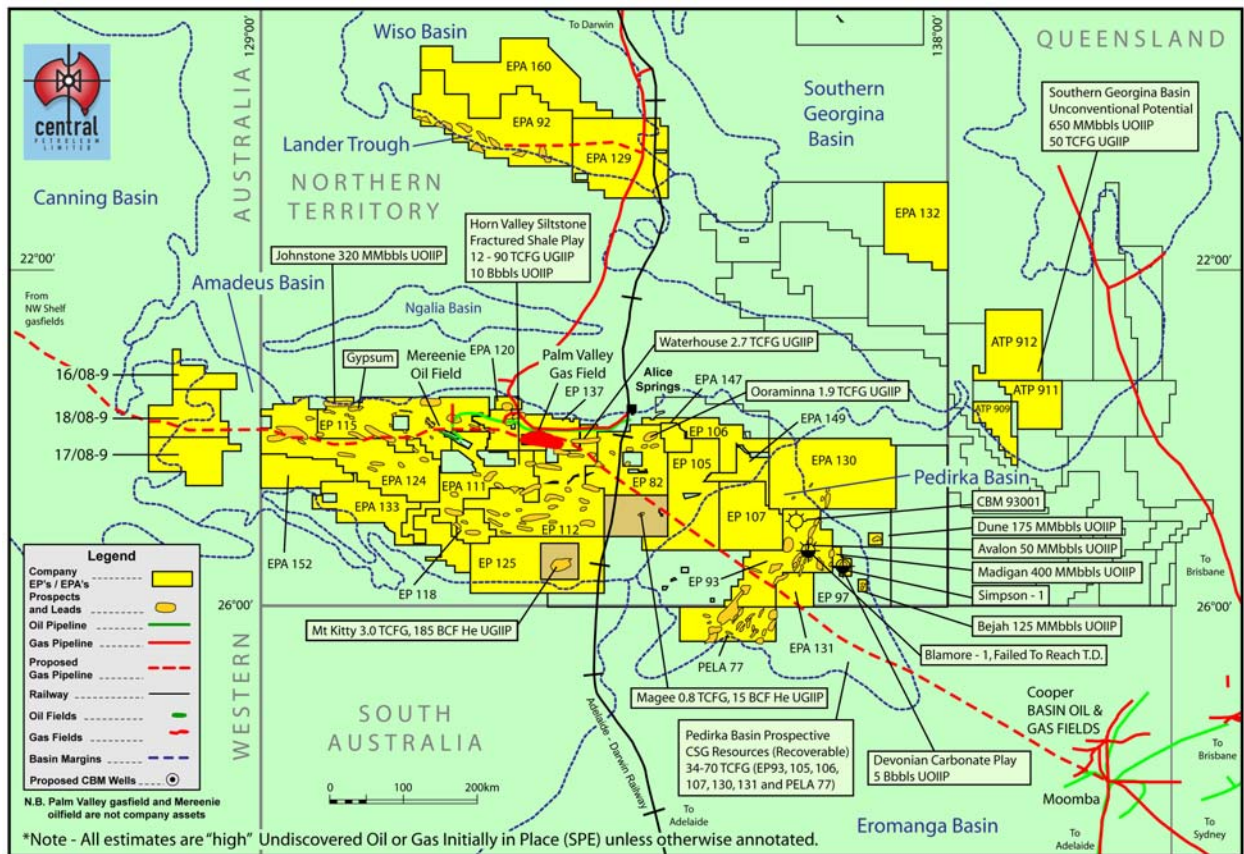 central
PETROLEUM
LIMITED
129°00'
Wiso Basin
To Darwin
138°00'
QUEENSLAND
EPA 160
EPA 92
Lander Trough
EPA 129
Southern
Georgina
Basin
Southern Georgina Basin
Unconventional Potential
650 MMbbls UOIIP
50 TCFG UGIIP
Canning Basin
WESTERN AUSTRALIA
NORTHERN
TERRITORY
EPA 132
22°00'
22°00'
Johnstone 320 MMbbls UOIIP
Horn Valley Siltstone
Fractured Shale Play
12 - 90 TCFG UGIIP
10 Bbbls UOIIP
Amadeus Basin
Ngalia Basin
From
NW Shelf
gasfields
Gypsum
Mereenie
Oil Field
EPA 120
Palm Valley
Gas Field
EP 137
Waterhouse 2.7 TCFG UGIIP
Alice
Springs
EPA 147
Ooraminna 1.9 TCFG UGIIP
EPA 149
ATP 912
ATP 911
ATP 909
16/08-9
18/08-9
17/08-9
EP 115
EPA 124
EPA 111
EPA 133
EP 112
EP 82
EP 105
EP 106
EPA 130
EP 107
Pedirka Basin
CBM 93001
Dune 175 MMbbls UOIIP
Avalon 50 MMbbls UOIIP
Madigan 400 MMbbls UOIIP
Simpson - 1
Bejah 125 MMbbls UOIIP
Blamore - 1, Failed To Reach T.D.
EPA 152
EP 118
EP 125
EP 93
EP 97
EPA 131
PELA 77
26°00'
26°00'
To
Brisbane
Mt Kitty 3.0 TCFG, 185 BCF He UGIIP
Magee 0.8 TCFG, 15 BCF He UGIIP
Pedirka Basin Prospective
CSG Resources (Recoverable)
34-70 TCFG (EP93, 105, 106,
107, 130, 131 and PELA 77)
Devonian Carbonate Play
5 Bbbls UOIIP
SOUTH
AUSTRALIA
Adelaide - Darwin Railway
To
Adelaide
Cooper
BASIN OIL &
GAS FIELDS
Moomba
To
Adelaide
To
Brisbane
To
Sydney
Eromanga Basin
0 100 200km
Legend
Company
EP's / EPA's
Prospects
and Leads
Oil Pipeline
Gas Pipeline
Proposed
Gas Pipeline
Railway
Oil Fields
Gas Fields
Basin Margins
Proposed CBM Wells
N.B. Palm Valley gasfield and Mereenie
oilfield are not company assets
*Note - All estimates are "high" Undiscovered Oil or Gas Initially in Place (SPE) unless otherwise annotated.